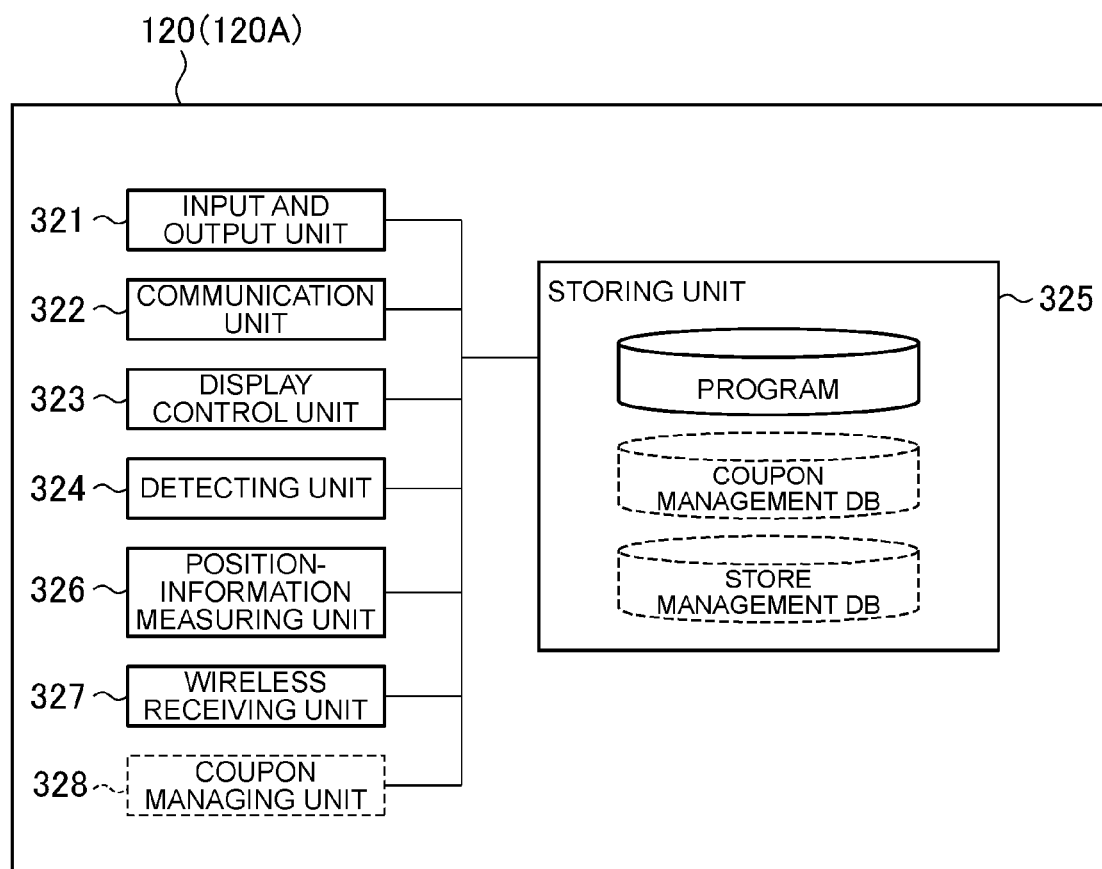 120(120A)
321
INPUT AND
OUTPUT UNIT
322
COMMUNICATION
UNIT
323
DISPLAY
CONTROL UNIT
324
DETECTING UNIT
326
POSITION-
INFORMATION
MEASURING UNIT
327
WIRELESS
RECEIVING UNIT
328
COUPON
MANAGING UNIT
STORING UNIT
325
PROGRAM
COUPON
MANAGEMENT DB
STORE
MANAGEMENT DB